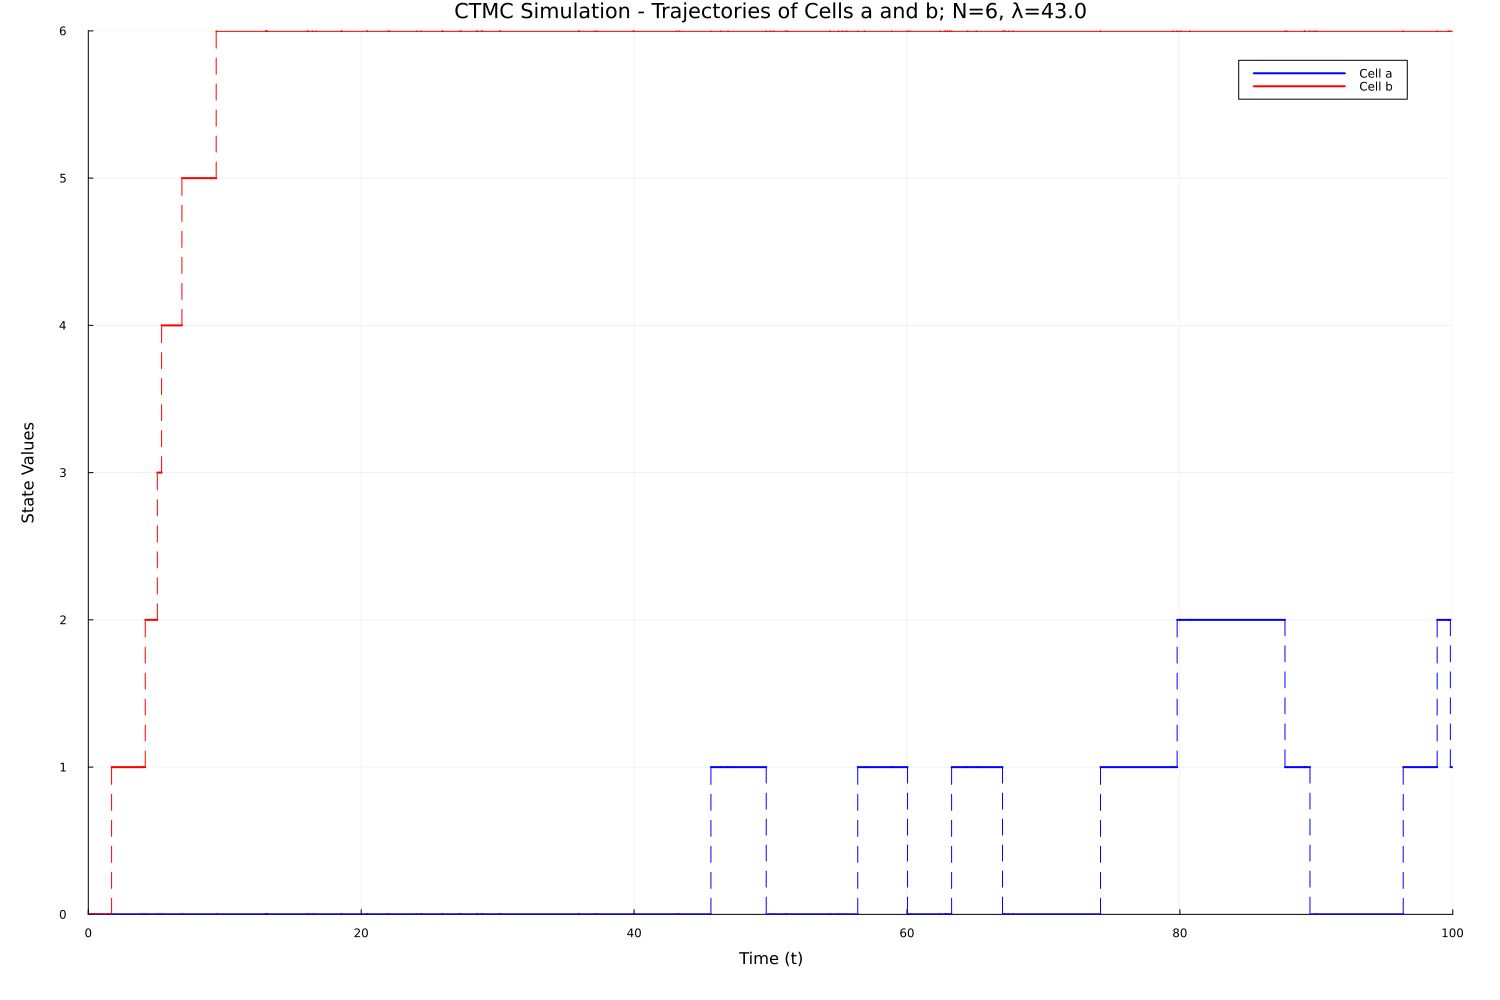 CTMC Simulation - Trajectories of Cells a and b; N=6, λ=43.0
6
Cell a
Cell b
5
4
State Values
3
2
1
0
0 20 40 60 80 100
Time (t)